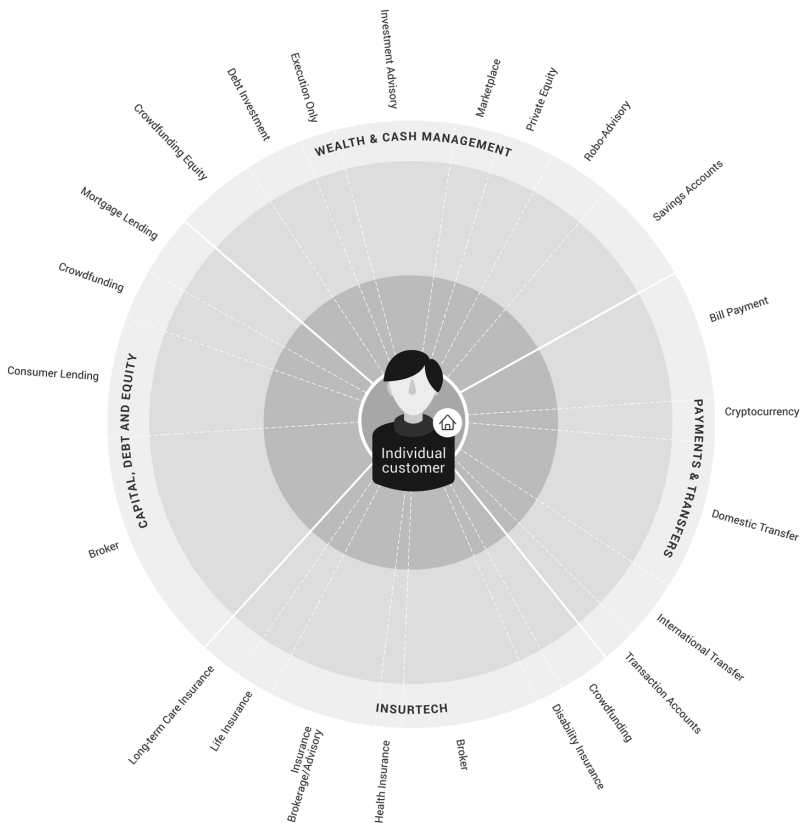 WEALTH & CASH MANAGEMENT
Crowdfunding Equity
Debt Investment
Execution Only
Investment Advisory
Marketplace
Private Equity
Robo-Advisory
Savings Accounts
PAYMENTS & TRANSFERS
Bill Payment
Cryptocurrency
Domestic Transfer
International Transfer
Transaction Accounts
INSURTECH
Crowdfunding
Disability Insurance
Broker
Health Insurance
Insurance
Brokerage/Advisory
Life Insurance
Long-term Care Insurance
CAPITAL, DEBT AND EQUITY
Broker
Consumer Lending
Crowdfunding
Mortgage Lending
Individual
customer